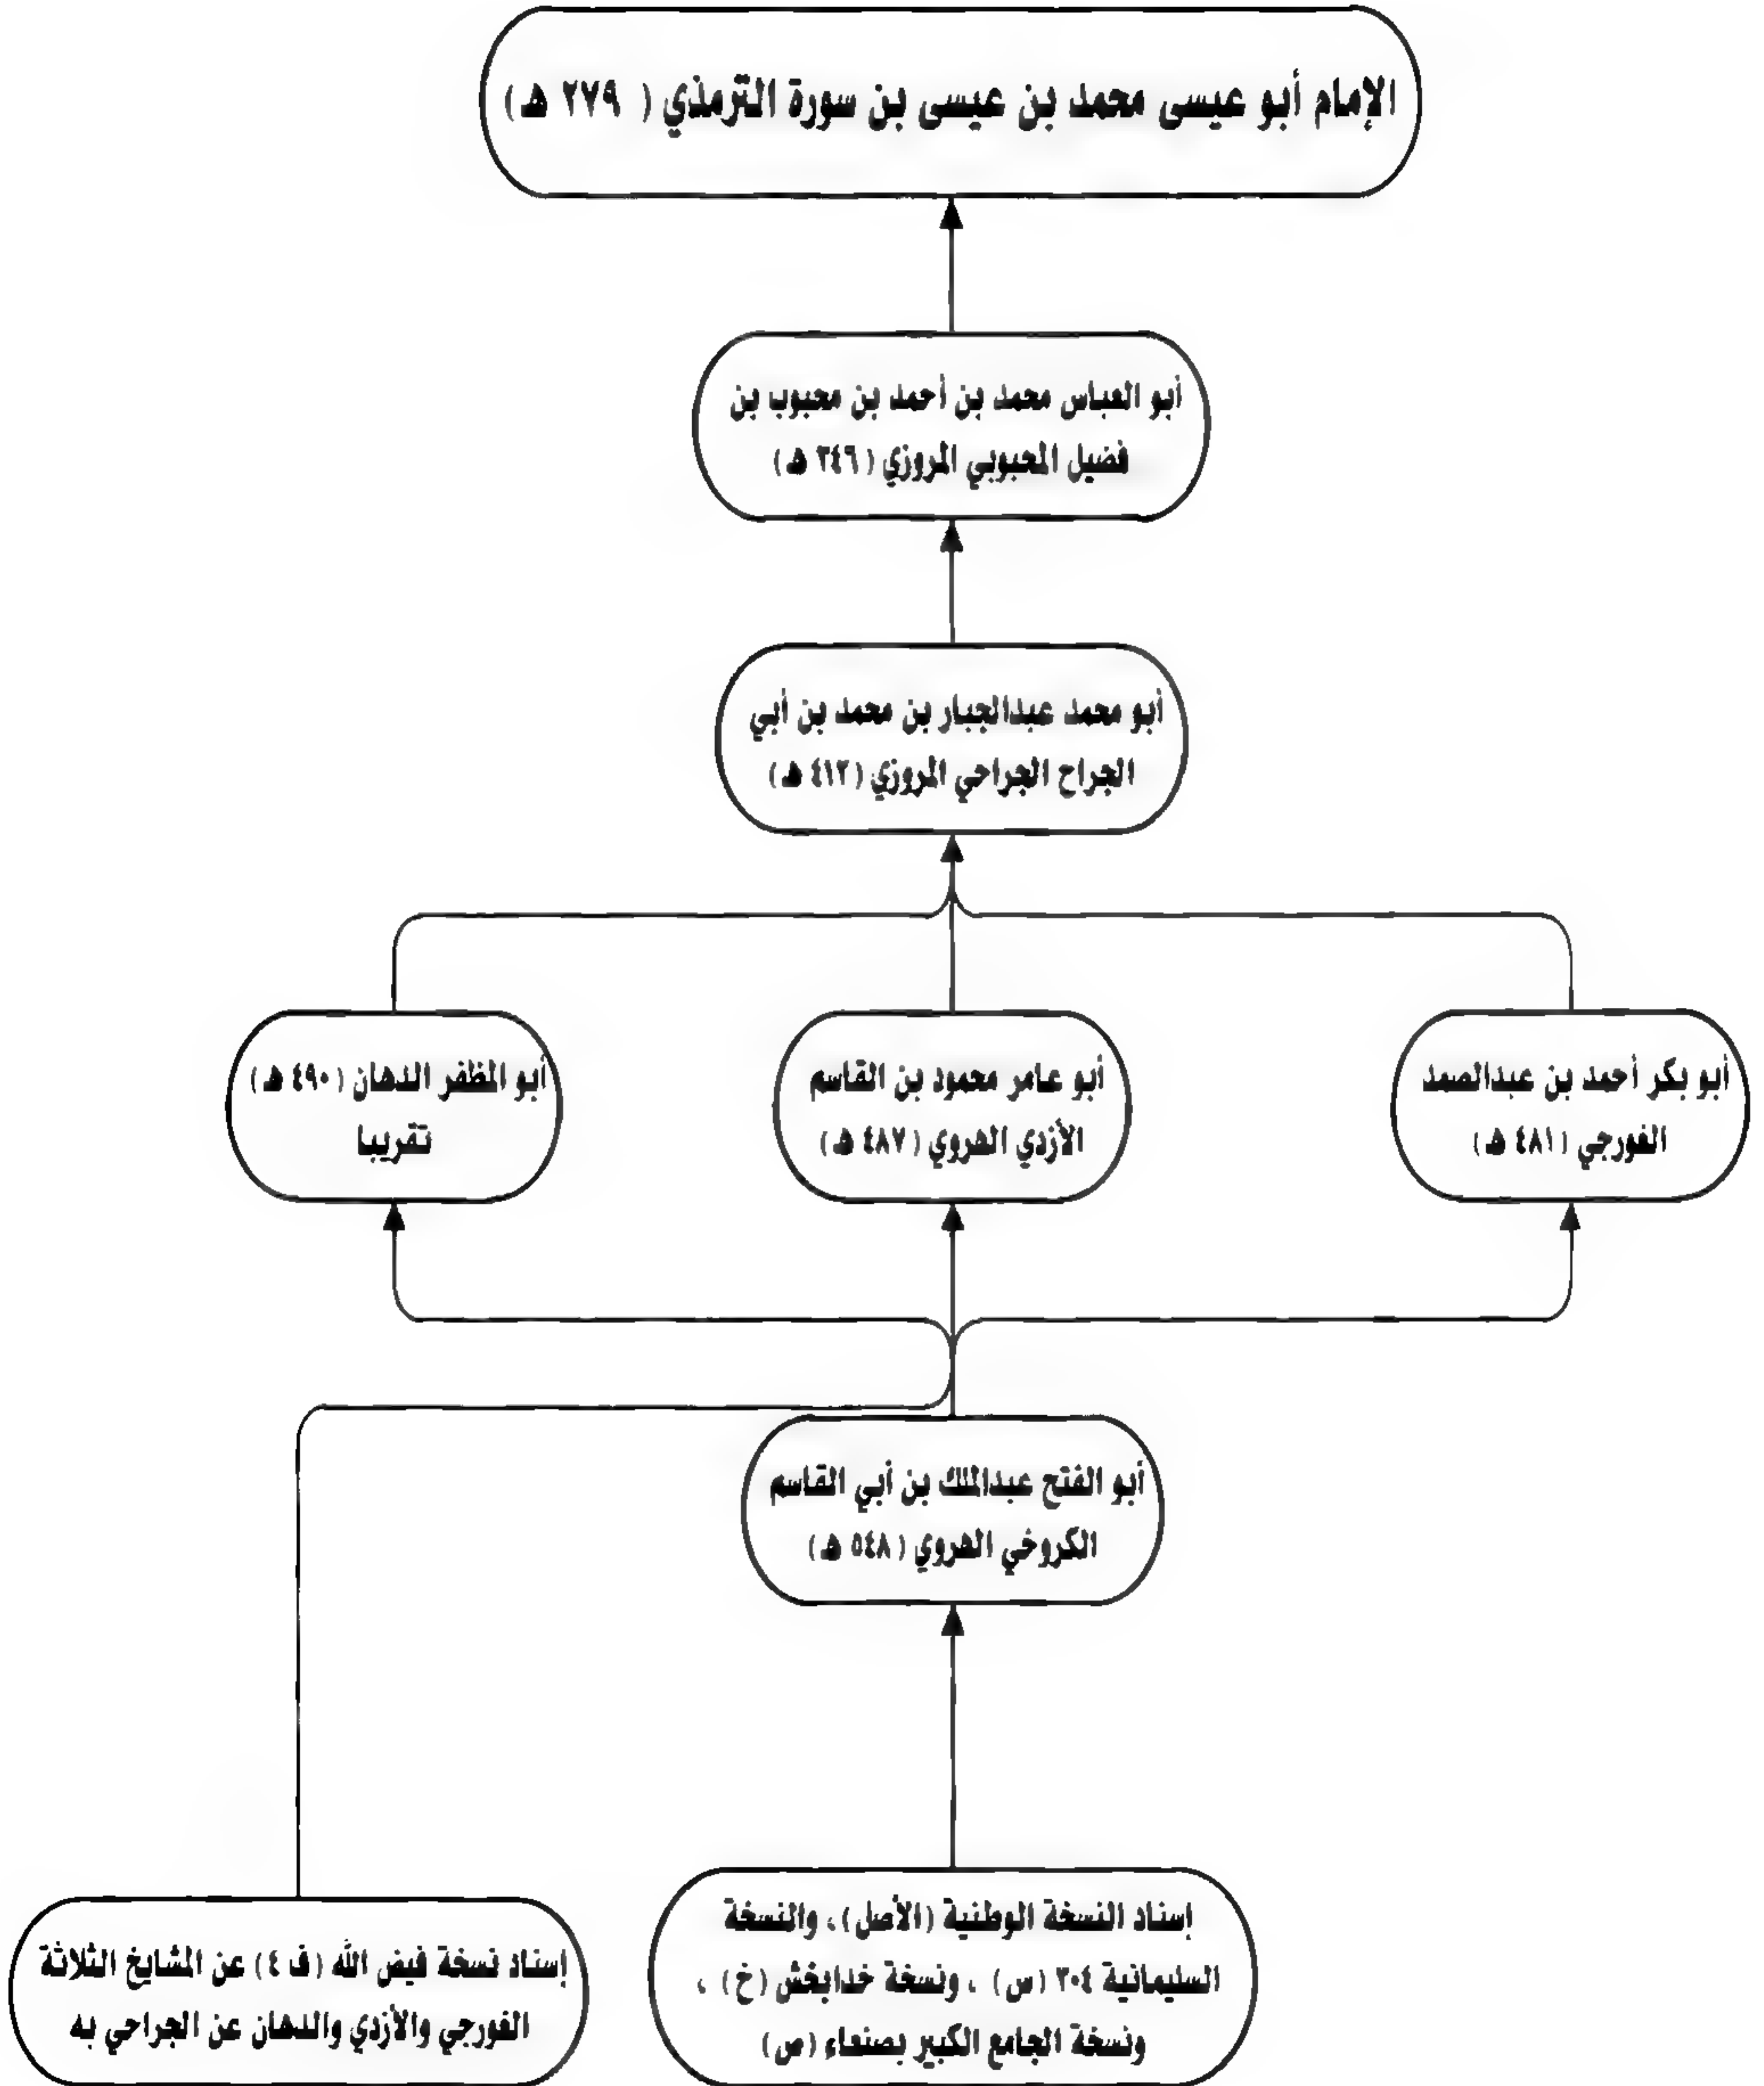 الإمام أبو عيسى محمد بن عيسى بن سورة الترمذي ( ٢٧٩ هـ )
أبو العباس محمد بن أحمد بن محبوب بن
فضيل المحبوبي المروزي ( ٣٤٦ هـ )
أبو محمد عبدالجبار بن محمد بن أبي
الجراح الجراحي المروزي (٤١٢ هـ )
أبو بكر أحمد بن عبدالصمد
الغورجي ( ٤٨١ هـ )
أبو عامر محمود بن القاسم
الأزدي الهروي ( ٤٨٧ هـ )
أبو المظفر الدهان ( ٤٩٠ هـ )
تقريبا
أبو الفتح عبدالملك بن أبي القاسم
الكروخي الهروي ( ٥٤٨ هـ )
إسناد النسخة الوطنية (الأصل)، والنسخة
السليمانية ٣٠٤ (س) ، ونسخة خدابخش (خ) ،
ونسخة الجامع الكبير بصنعاء (ص)
إسناد نسخة فيض الله (ف ٤) عن المشايخ الثلاثة
الغورجي والأزدي والدهان عن الجراحي به